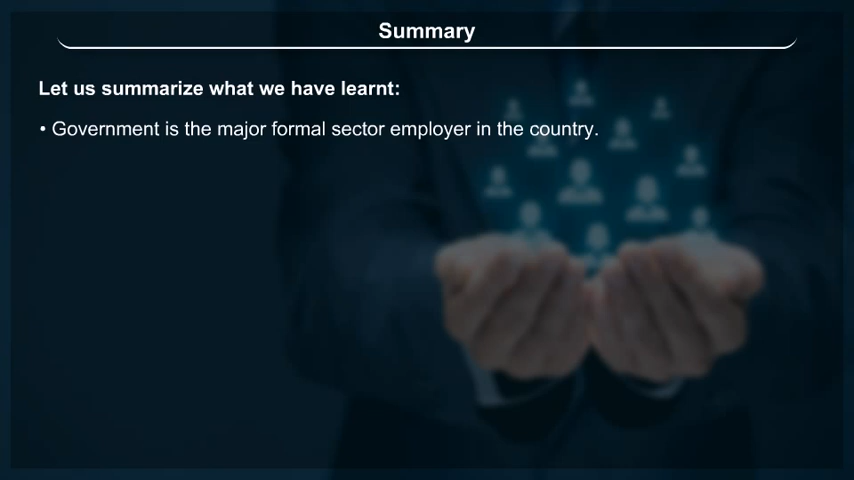 Summary
Let us summarize what we have learnt:
• Government is the major formal sector employer in the country.